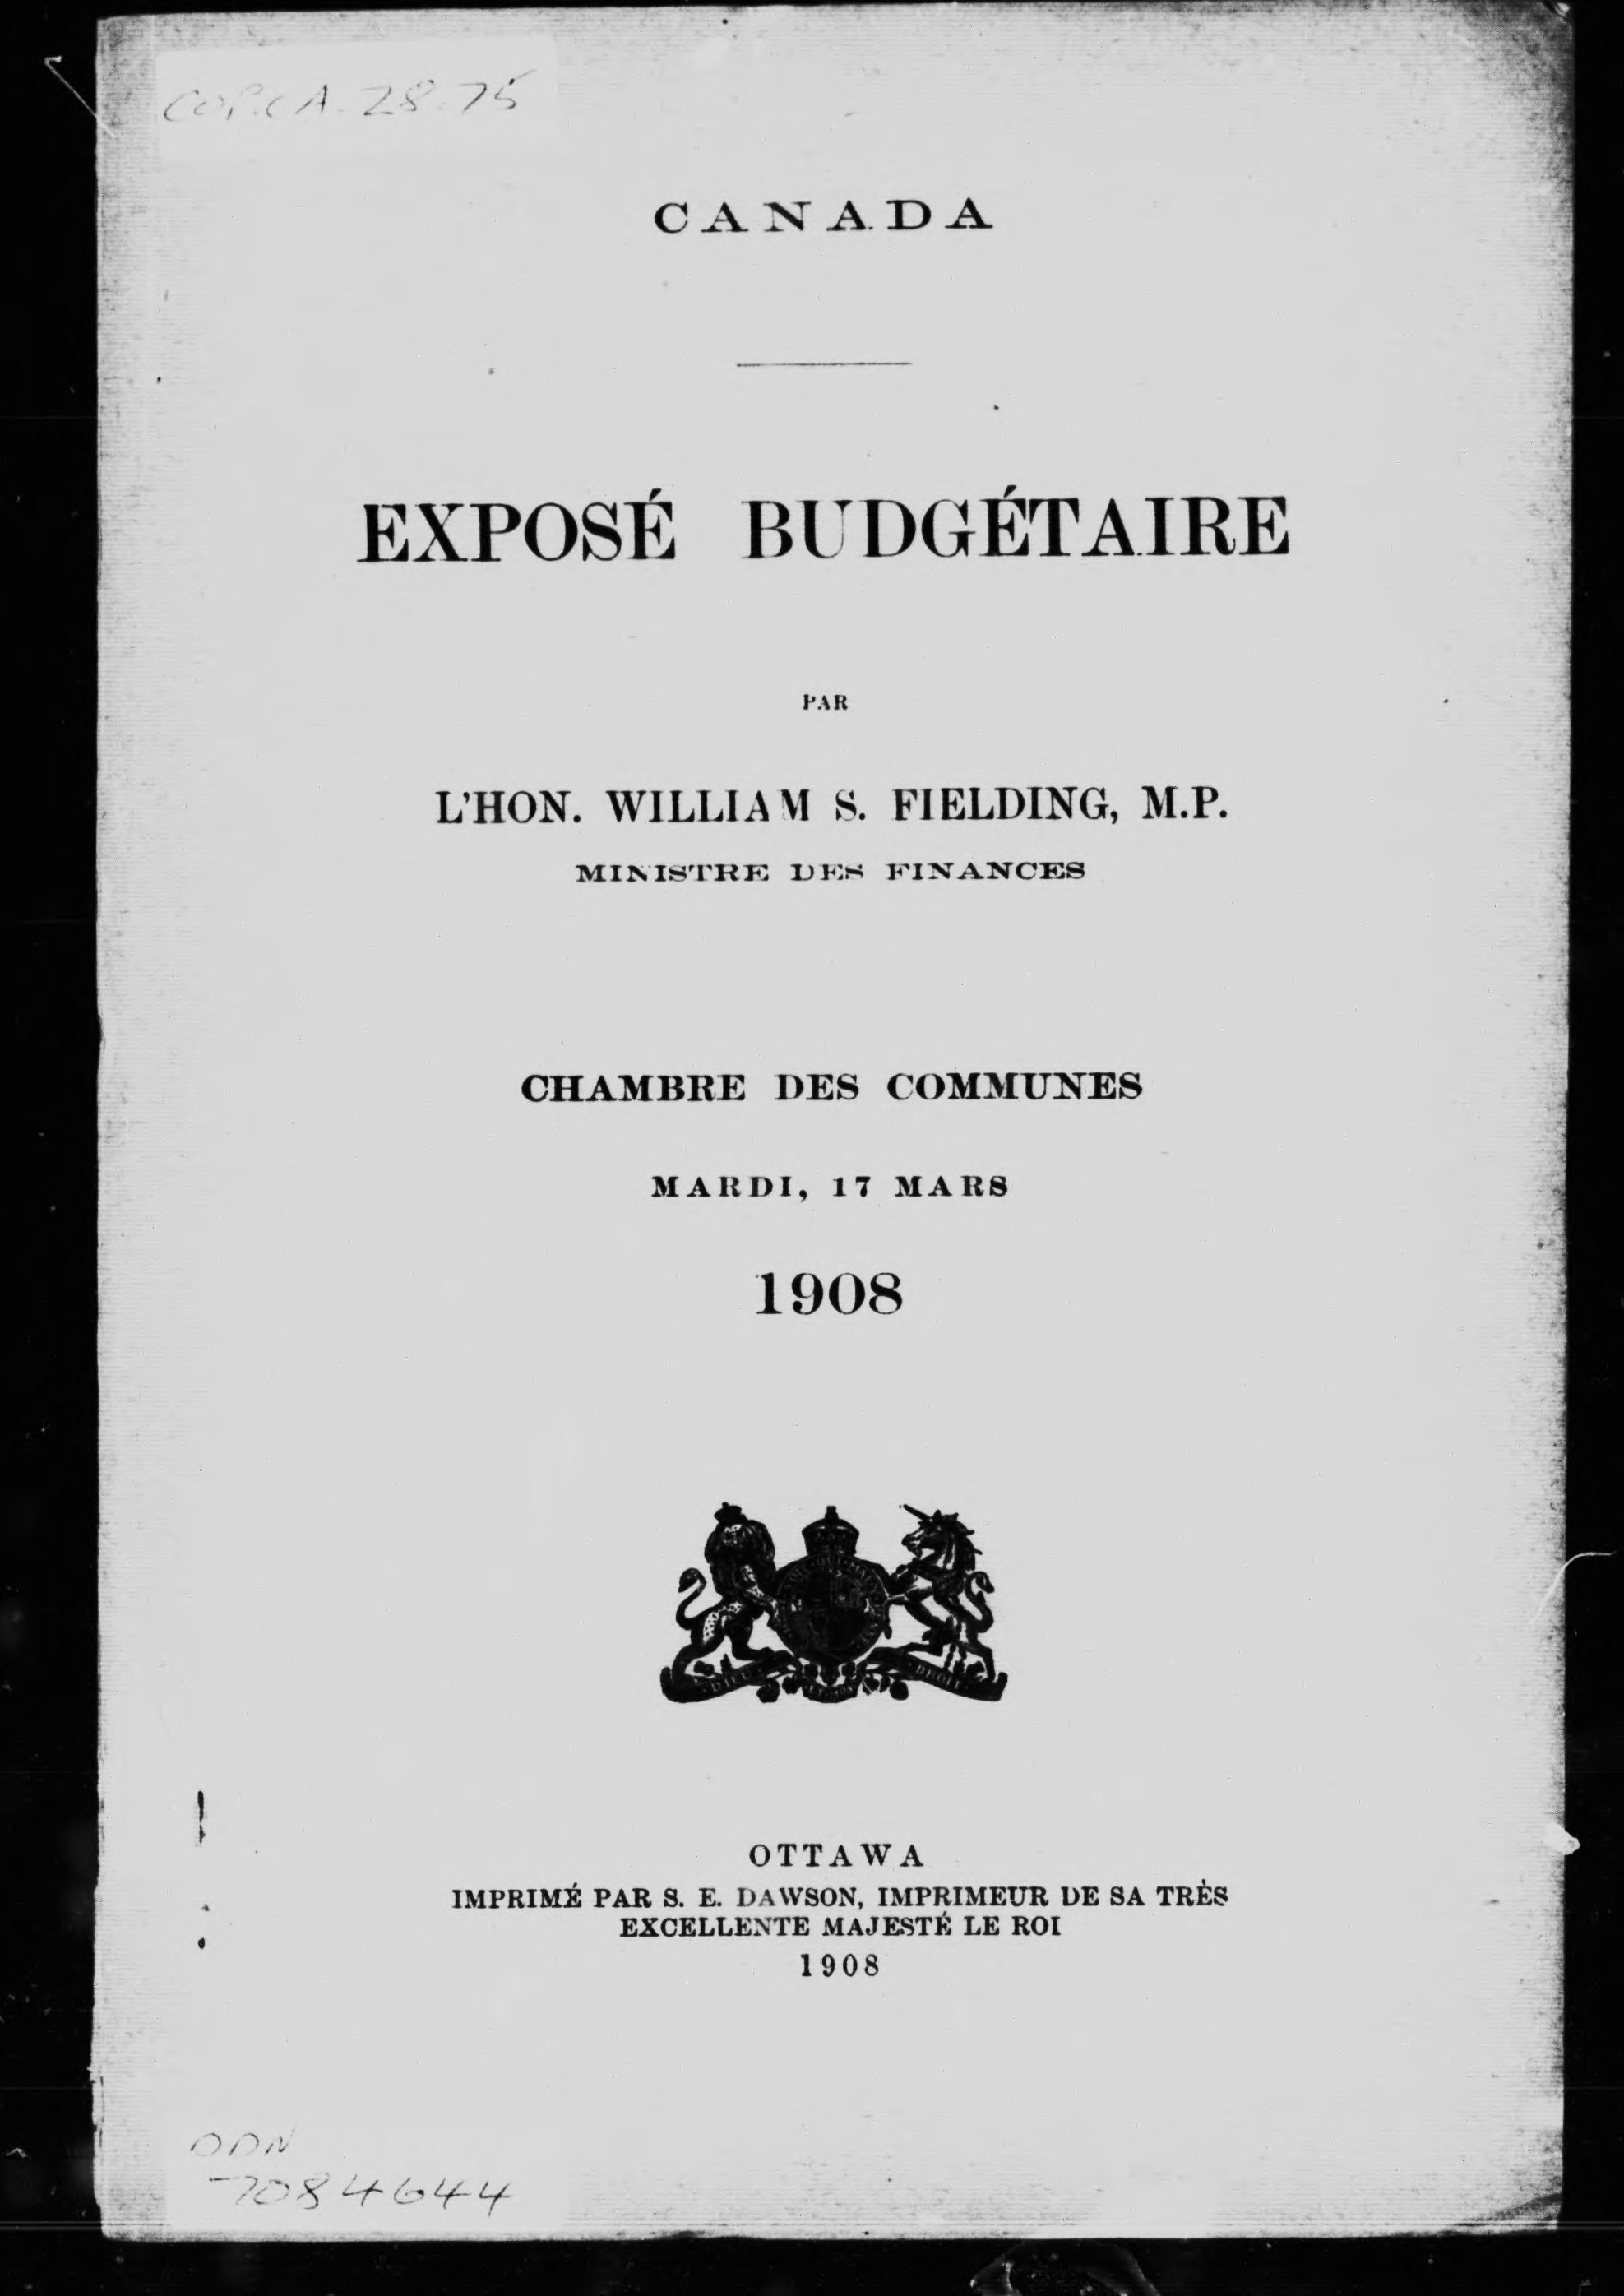 COP.CA.28.75
CANADA
EXPOSÉ BUDGÉTAIRE
PAR
L'HON. WILLIAM S. FIELDING, M.P.
MINISTRE DES FINANCES
CHAMBRE DES COMMUNES
MARDI, 17 MARS
1908
OTTAWA
IMPRIMÉ PAR S. E. DAWSON, IMPRIMEUR DE SA TRÈS
EXCELLENTE MAJESTÉ LE ROI
1908
7084644